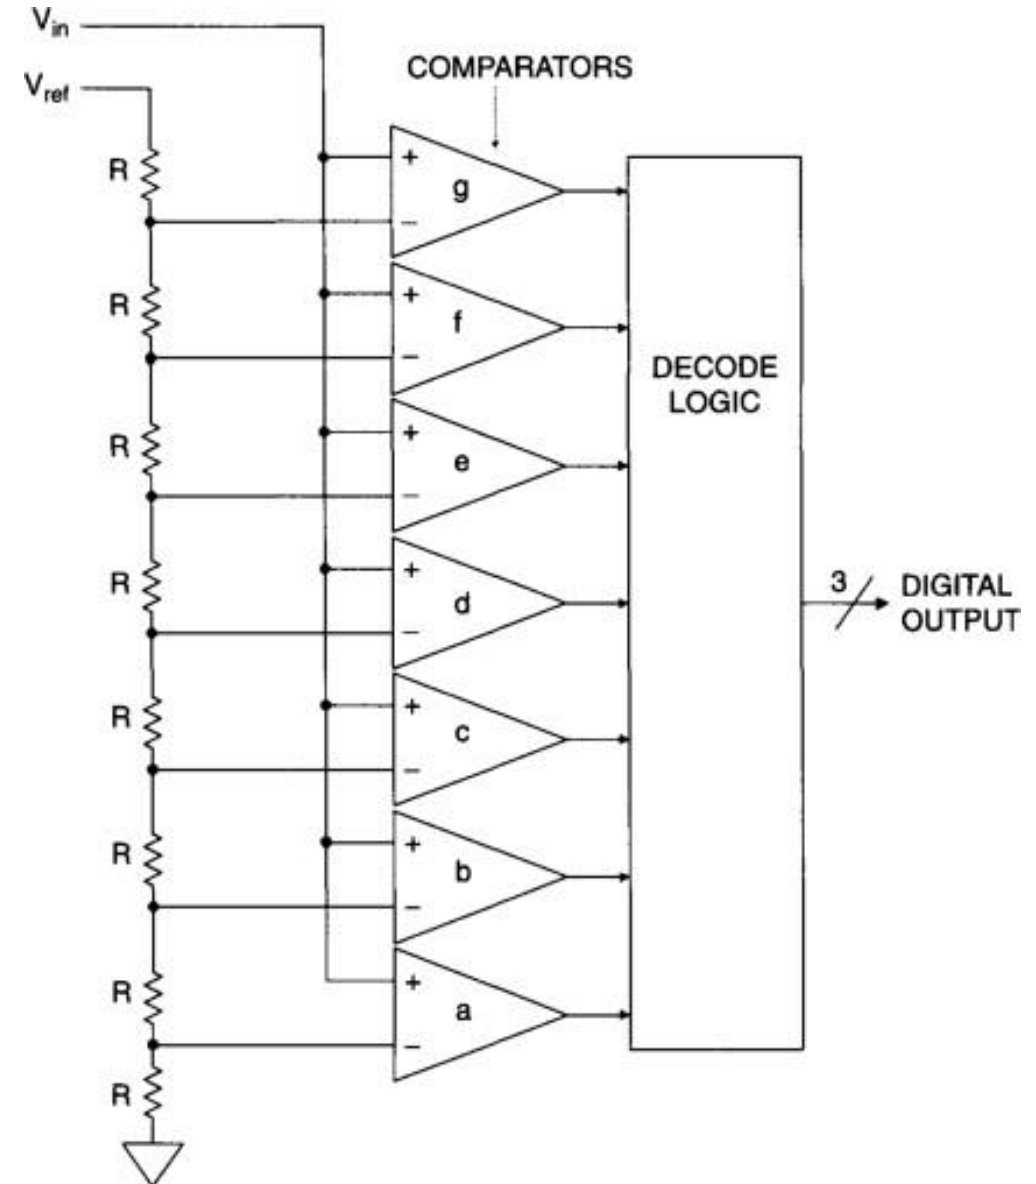 Vin
COMPARATORS
Vref
R
+
g
−
R
+
f
−
DECODE
LOGIC
R
+
e
−
R
+
d
−
3
DIGITAL
OUTPUT
R
+
c
−
R
+
b
−
R
+
a
−
R